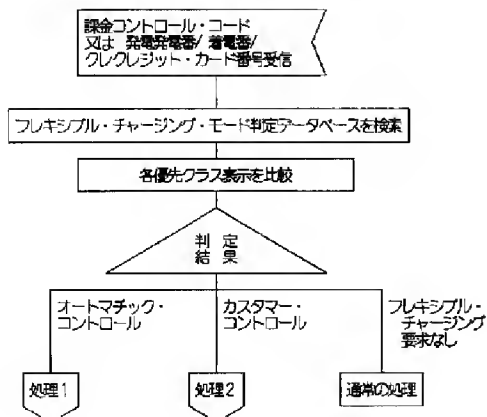 課金コントロール・コード
又は 発電発電番/ 着電番/
クレクレジット・カード番号受信
フレキシブル・チャージング・モード判定データベースを検索
各優先クラス表示を比較
判 定
結 果
オートマチック・
コントロール
カスタマー・
コントロール
フレキシブル・
チャージング
要求なし
処理1
処理2
通常の処理